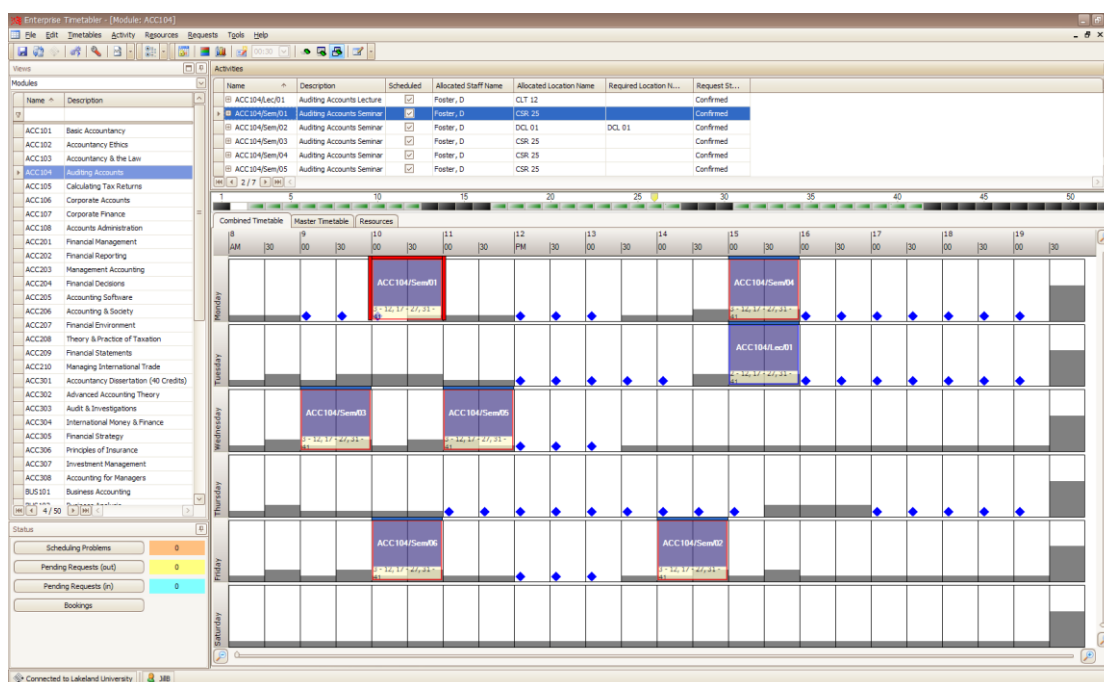 Enterprise Timetabler - [Module: ACC104]
File Edit Timetables Activity Resources Requests Tools Help
00:30
Views
Modules
Name Description
ACC101 Basic Accountancy
ACC102 Accountancy Ethics
ACC103 Accountancy & the Law
ACC104 Auditing Accounts
ACC105 Calculating Tax Returns
ACC106 Corporate Accounts
ACC107 Corporate Finance
ACC108 Accounts Administration
ACC201 Financial Management
ACC202 Financial Reporting
ACC203 Management Accounting
ACC204 Financial Decisions
ACC205 Accounting Software
ACC206 Accounting & Society
ACC207 Financial Environment
ACC208 Theory & Practice of Taxation
ACC209 Financial Statements
ACC210 Managing International Trade
ACC301 Accountancy Dissertation (40 Credits)
ACC302 Advanced Accounting Theory
ACC303 Audit & Investigations
ACC304 International Money & Finance
ACC305 Financial Strategy
ACC306 Principles of Insurance
ACC307 Investment Management
ACC308 Accounting for Managers
BUS101 Business Accounting
4 / 50
Status
Scheduling Problems 0
Pending Requests (out) 0
Pending Requests (in) 0
Bookings
Activities
Name Description Scheduled Allocated Staff Name Allocated Location Name Required Location N... Request St...
ACC104/Lec/01 Auditing Accounts Lecture Foster, D CLT 12 Confirmed
ACC104/Sem/01 Auditing Accounts Seminar Foster, D CSR 25 Confirmed
ACC104/Sem/02 Auditing Accounts Seminar Foster, D DCL 01 DCL 01 Confirmed
ACC104/Sem/03 Auditing Accounts Seminar Foster, D CSR 25 Confirmed
ACC104/Sem/04 Auditing Accounts Seminar Foster, D CSR 25 Confirmed
ACC104/Sem/05 Auditing Accounts Seminar Foster, D CSR 25 Confirmed
2 / 7
1 5 10 15 20 25 30 35 40 45 50
Combined Timetable Master Timetable Resources
8 9 10 11 12 13 14 15 16 17 18 19
AM 30 00 30 00 30 00 30 PM 30 00 30 00 30 00 30 00 30 00 30 00 30 00 30
Monday
ACC104/Sem/01 ACC104/Sem/04
Tuesday
ACC104/Lec/01
Wednesday
ACC104/Sem/03 ACC104/Sem/05
Thursday
Friday
ACC104/Sem/06 ACC104/Sem/02
Saturday
Connected to Lakeland University